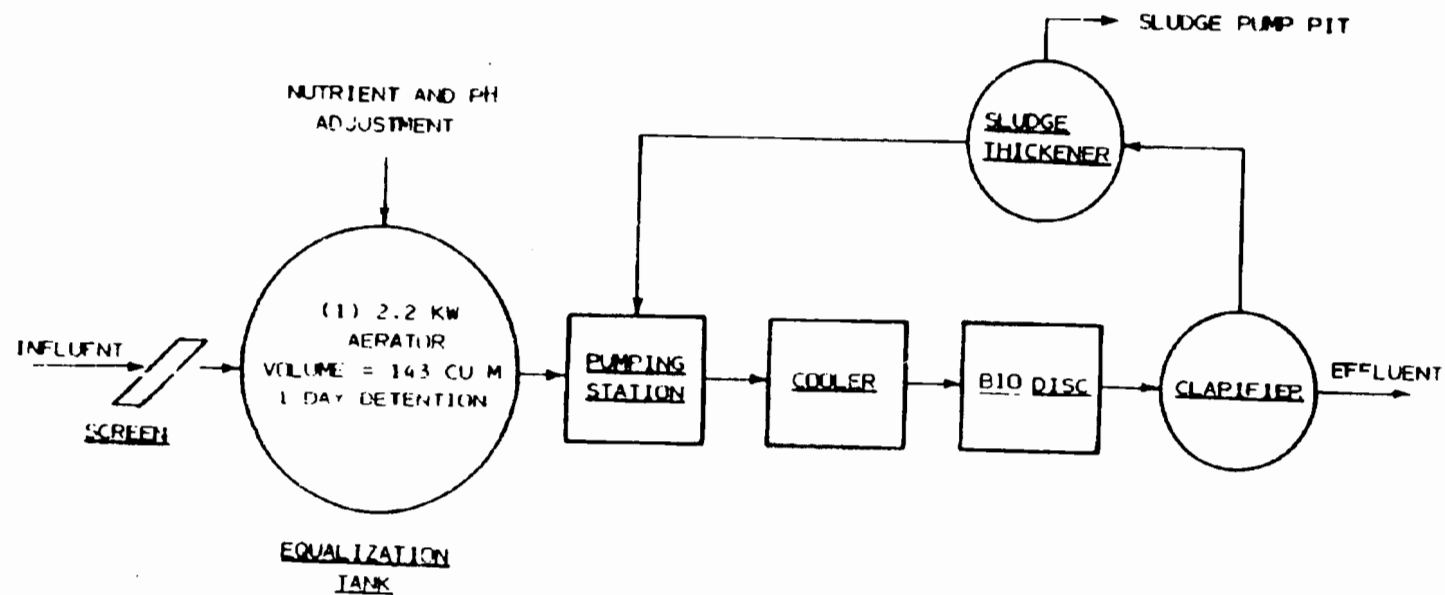 SLUDGE PUMP PIT
NUTRIENT AND PH
ADJUSTMENT
SLUDGE
THICKENER
(1) 2.2 KW
AERATOR
VOLUME = 143 CU M
1 DAY DETENTION
INFLUENT
SCREEN
EQUALIZATION
TANK
PUMPING
STATION
COOLER
BIO DISC
CLARIFIER
EFFLUENT